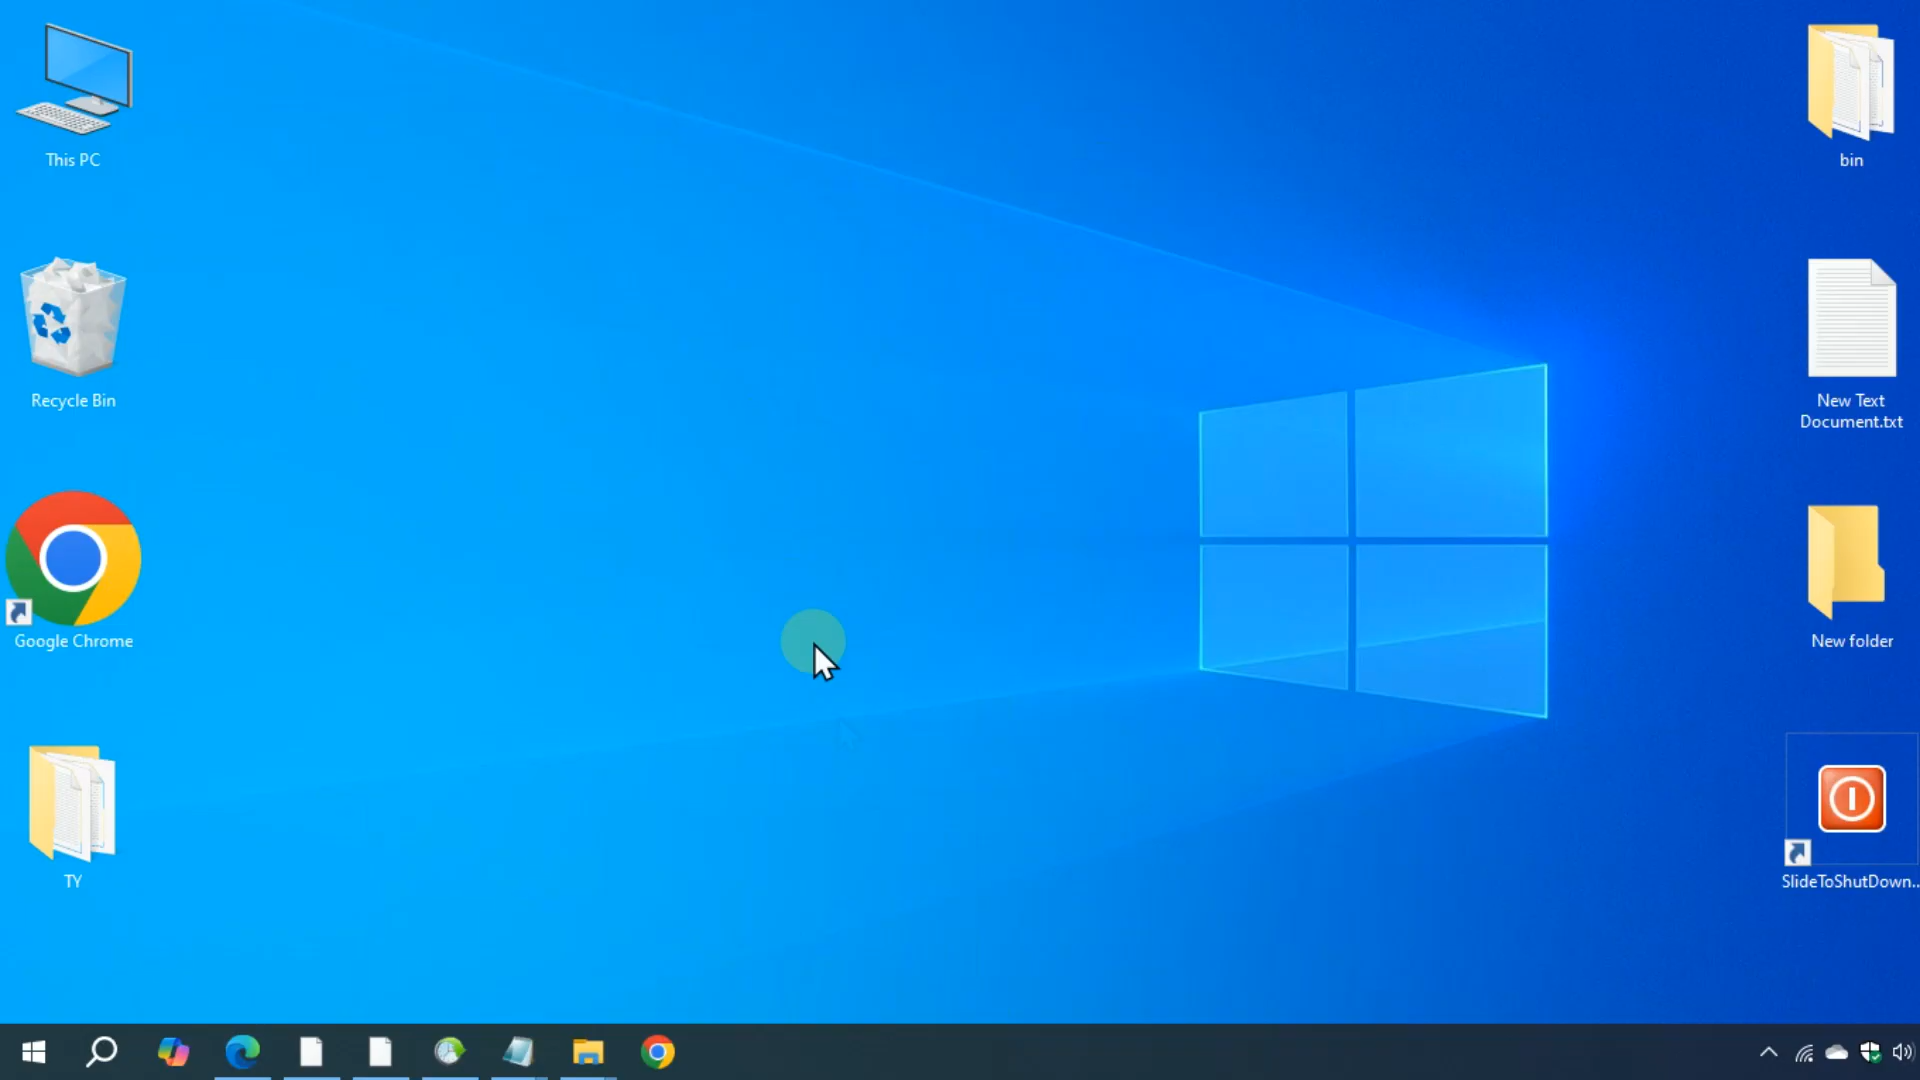 This PC
Recycle Bin
Google Chrome
TY
bin
New Text
Document.txt
New folder
SlideToShutDown...